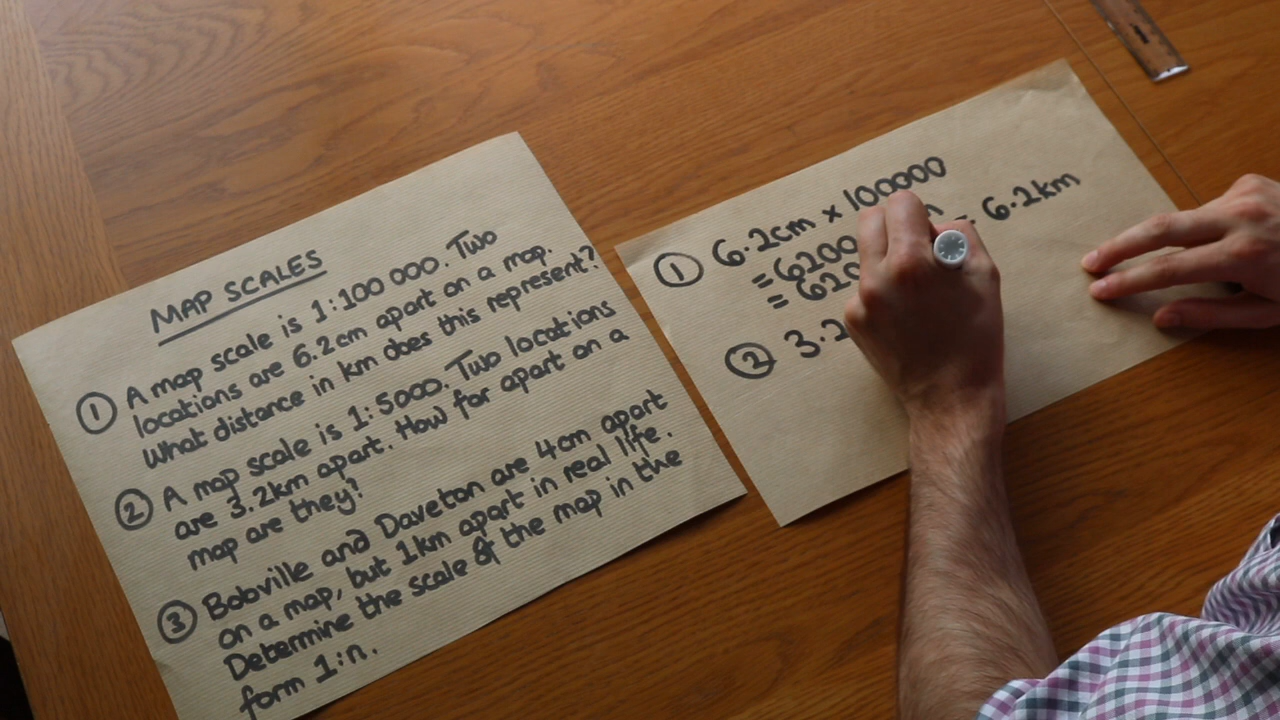 MAP SCALES
① A map scale is 1:100 000. Two
locations are 6.2cm apart on a map.
What distance in km does this represent?
② A map scale is 1:5000. Two locations
are 3.2km apart. How far apart on a
map are they?
③ Bobville and Daveton are 4cm apart
on a map, but 1km apart in real life.
Determine the scale of the map in the
form 1:n.
① 6.2cm × 100000
= 6200
= 620 = 6.2km
② 3.2